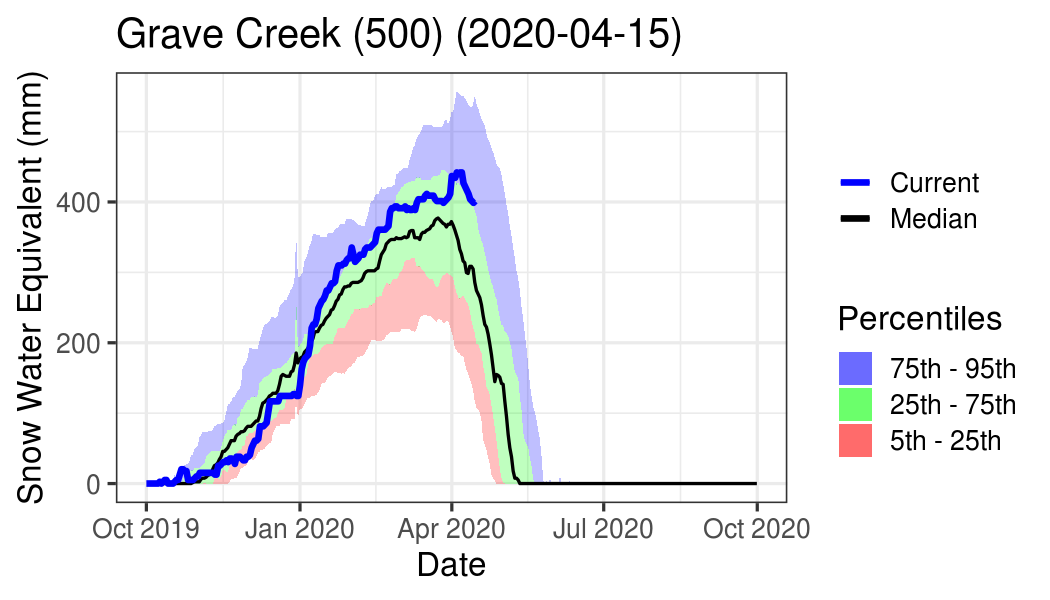 Grave Creek (500) (2020-04-15)
Snow Water Equivalent (mm)
400
200
0
Oct 2019
Jan 2020
Apr 2020
Jul 2020
Oct 2020
Date
Current
Median
Percentiles
75th - 95th
25th - 75th
5th - 25th